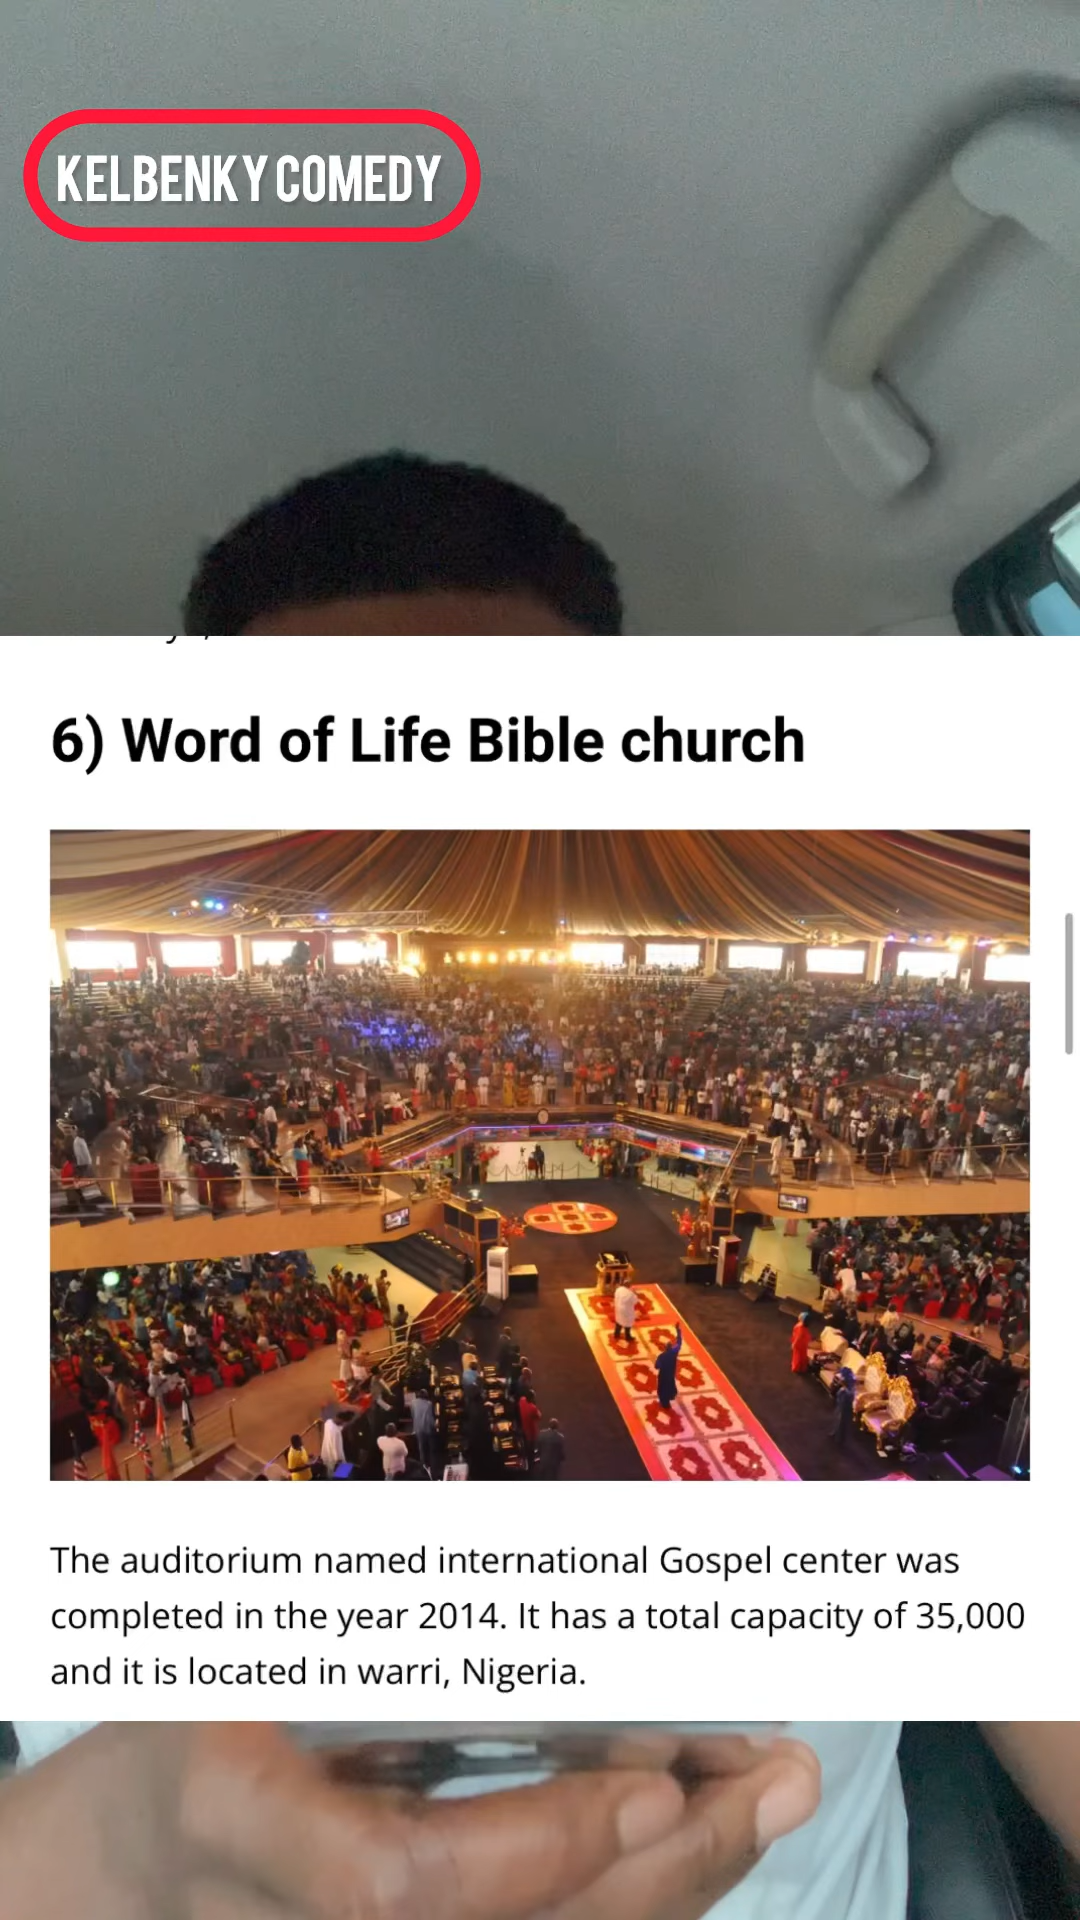 KELBENKY COMEDY
6) Word of Life Bible church
The auditorium named international Gospel center was
completed in the year 2014. It has a total capacity of 35,000
and it is located in warri, Nigeria.